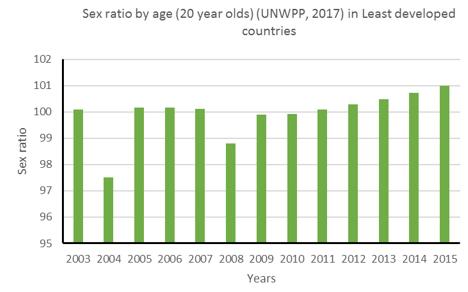 Sex ratio by age (20 year olds) (UNWPP, 2017) in Least developed
countries
102
101
100
99
98
97
96
95
Sex ratio
2003 2004 2005 2006 2007 2008 2009 2010 2011 2012 2013 2014 2015
Years